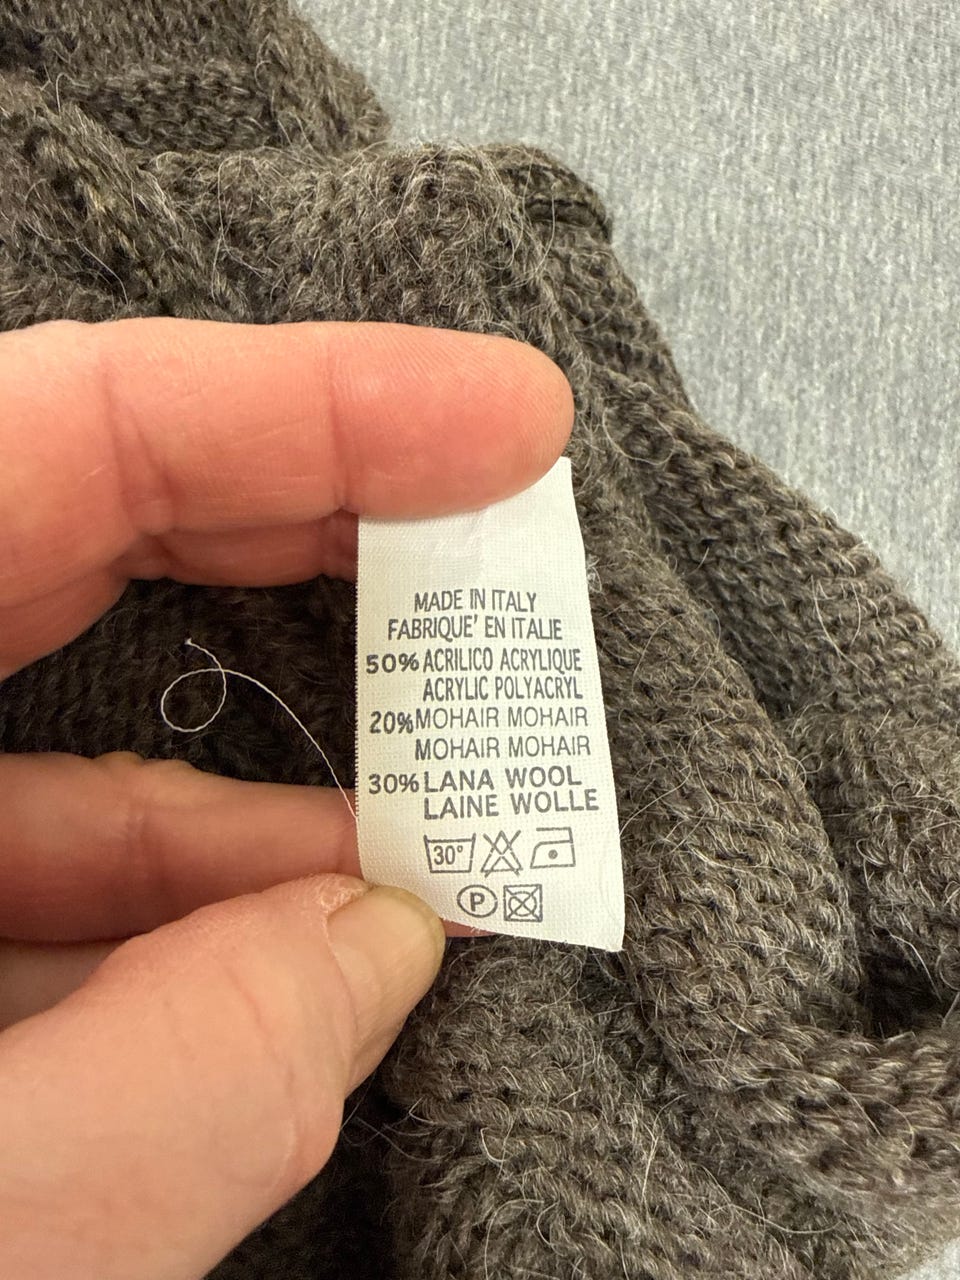 MADE IN ITALY
FABRIQUE' EN ITALIE
50% ACRILICO ACRYLIQUE
ACRYLIC POLYACRYL
20% MOHAIR MOHAIR
MOHAIR MOHAIR
30% LANA WOOL
LAINE WOLLE
30°
P